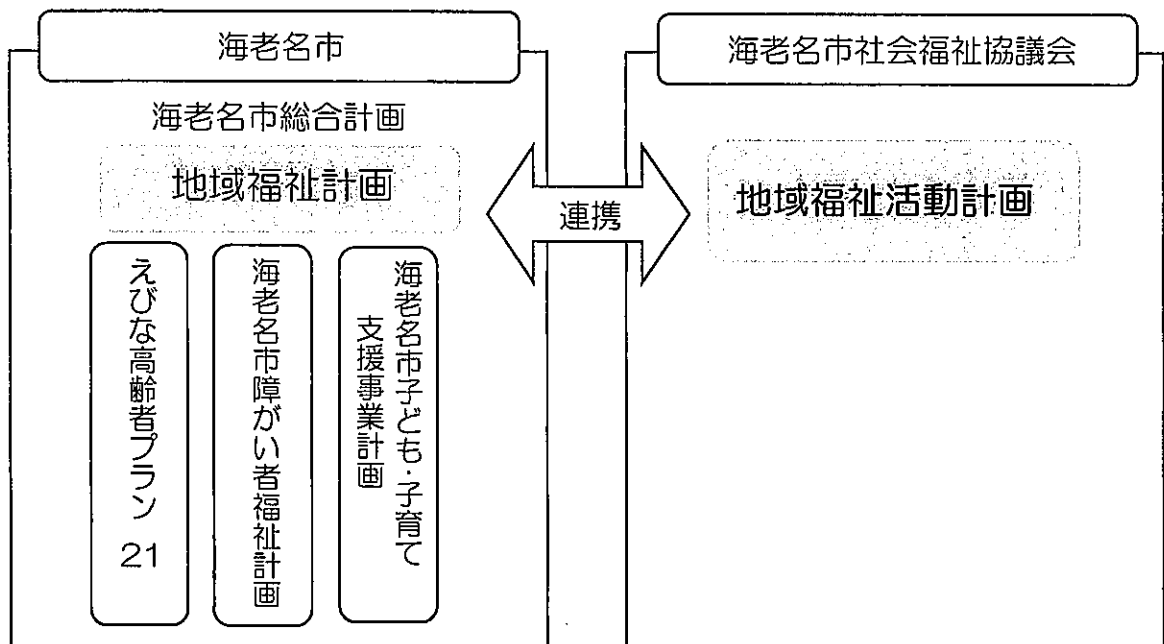 海老名市
海老名市総合計画
地域福祉計画
えびな高齢者プラン
21
海老名市障がい者福祉計画
海老名市子ども・子育て
支援事業計画
連携
海老名市社会福祉協議会
地域福祉活動計画